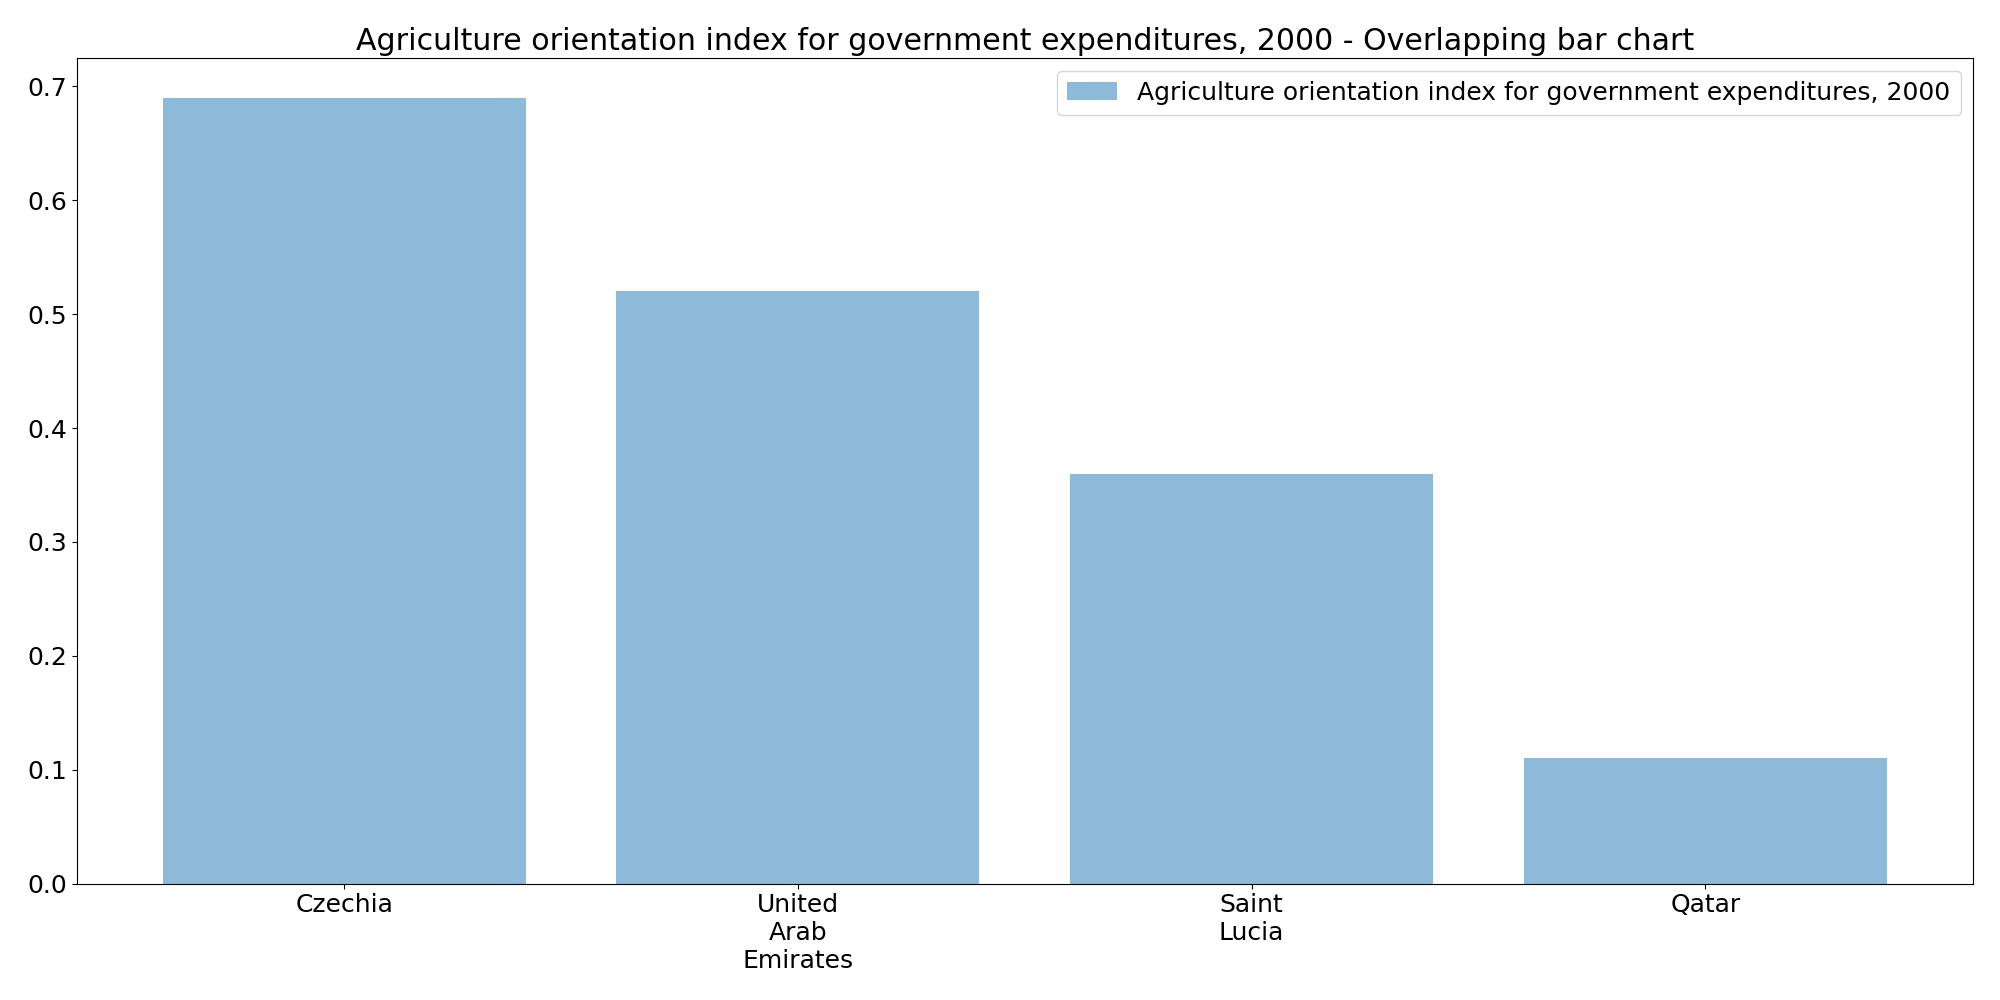 Agriculture orientation index for government expenditures, 2000 - Overlapping bar chart
Agriculture orientation index for government expenditures, 2000
0.7
0.6
0.5
0.4
0.3
0.2
0.1
0.0
Czechia
United
Arab
Emirates
Saint
Lucia
Qatar